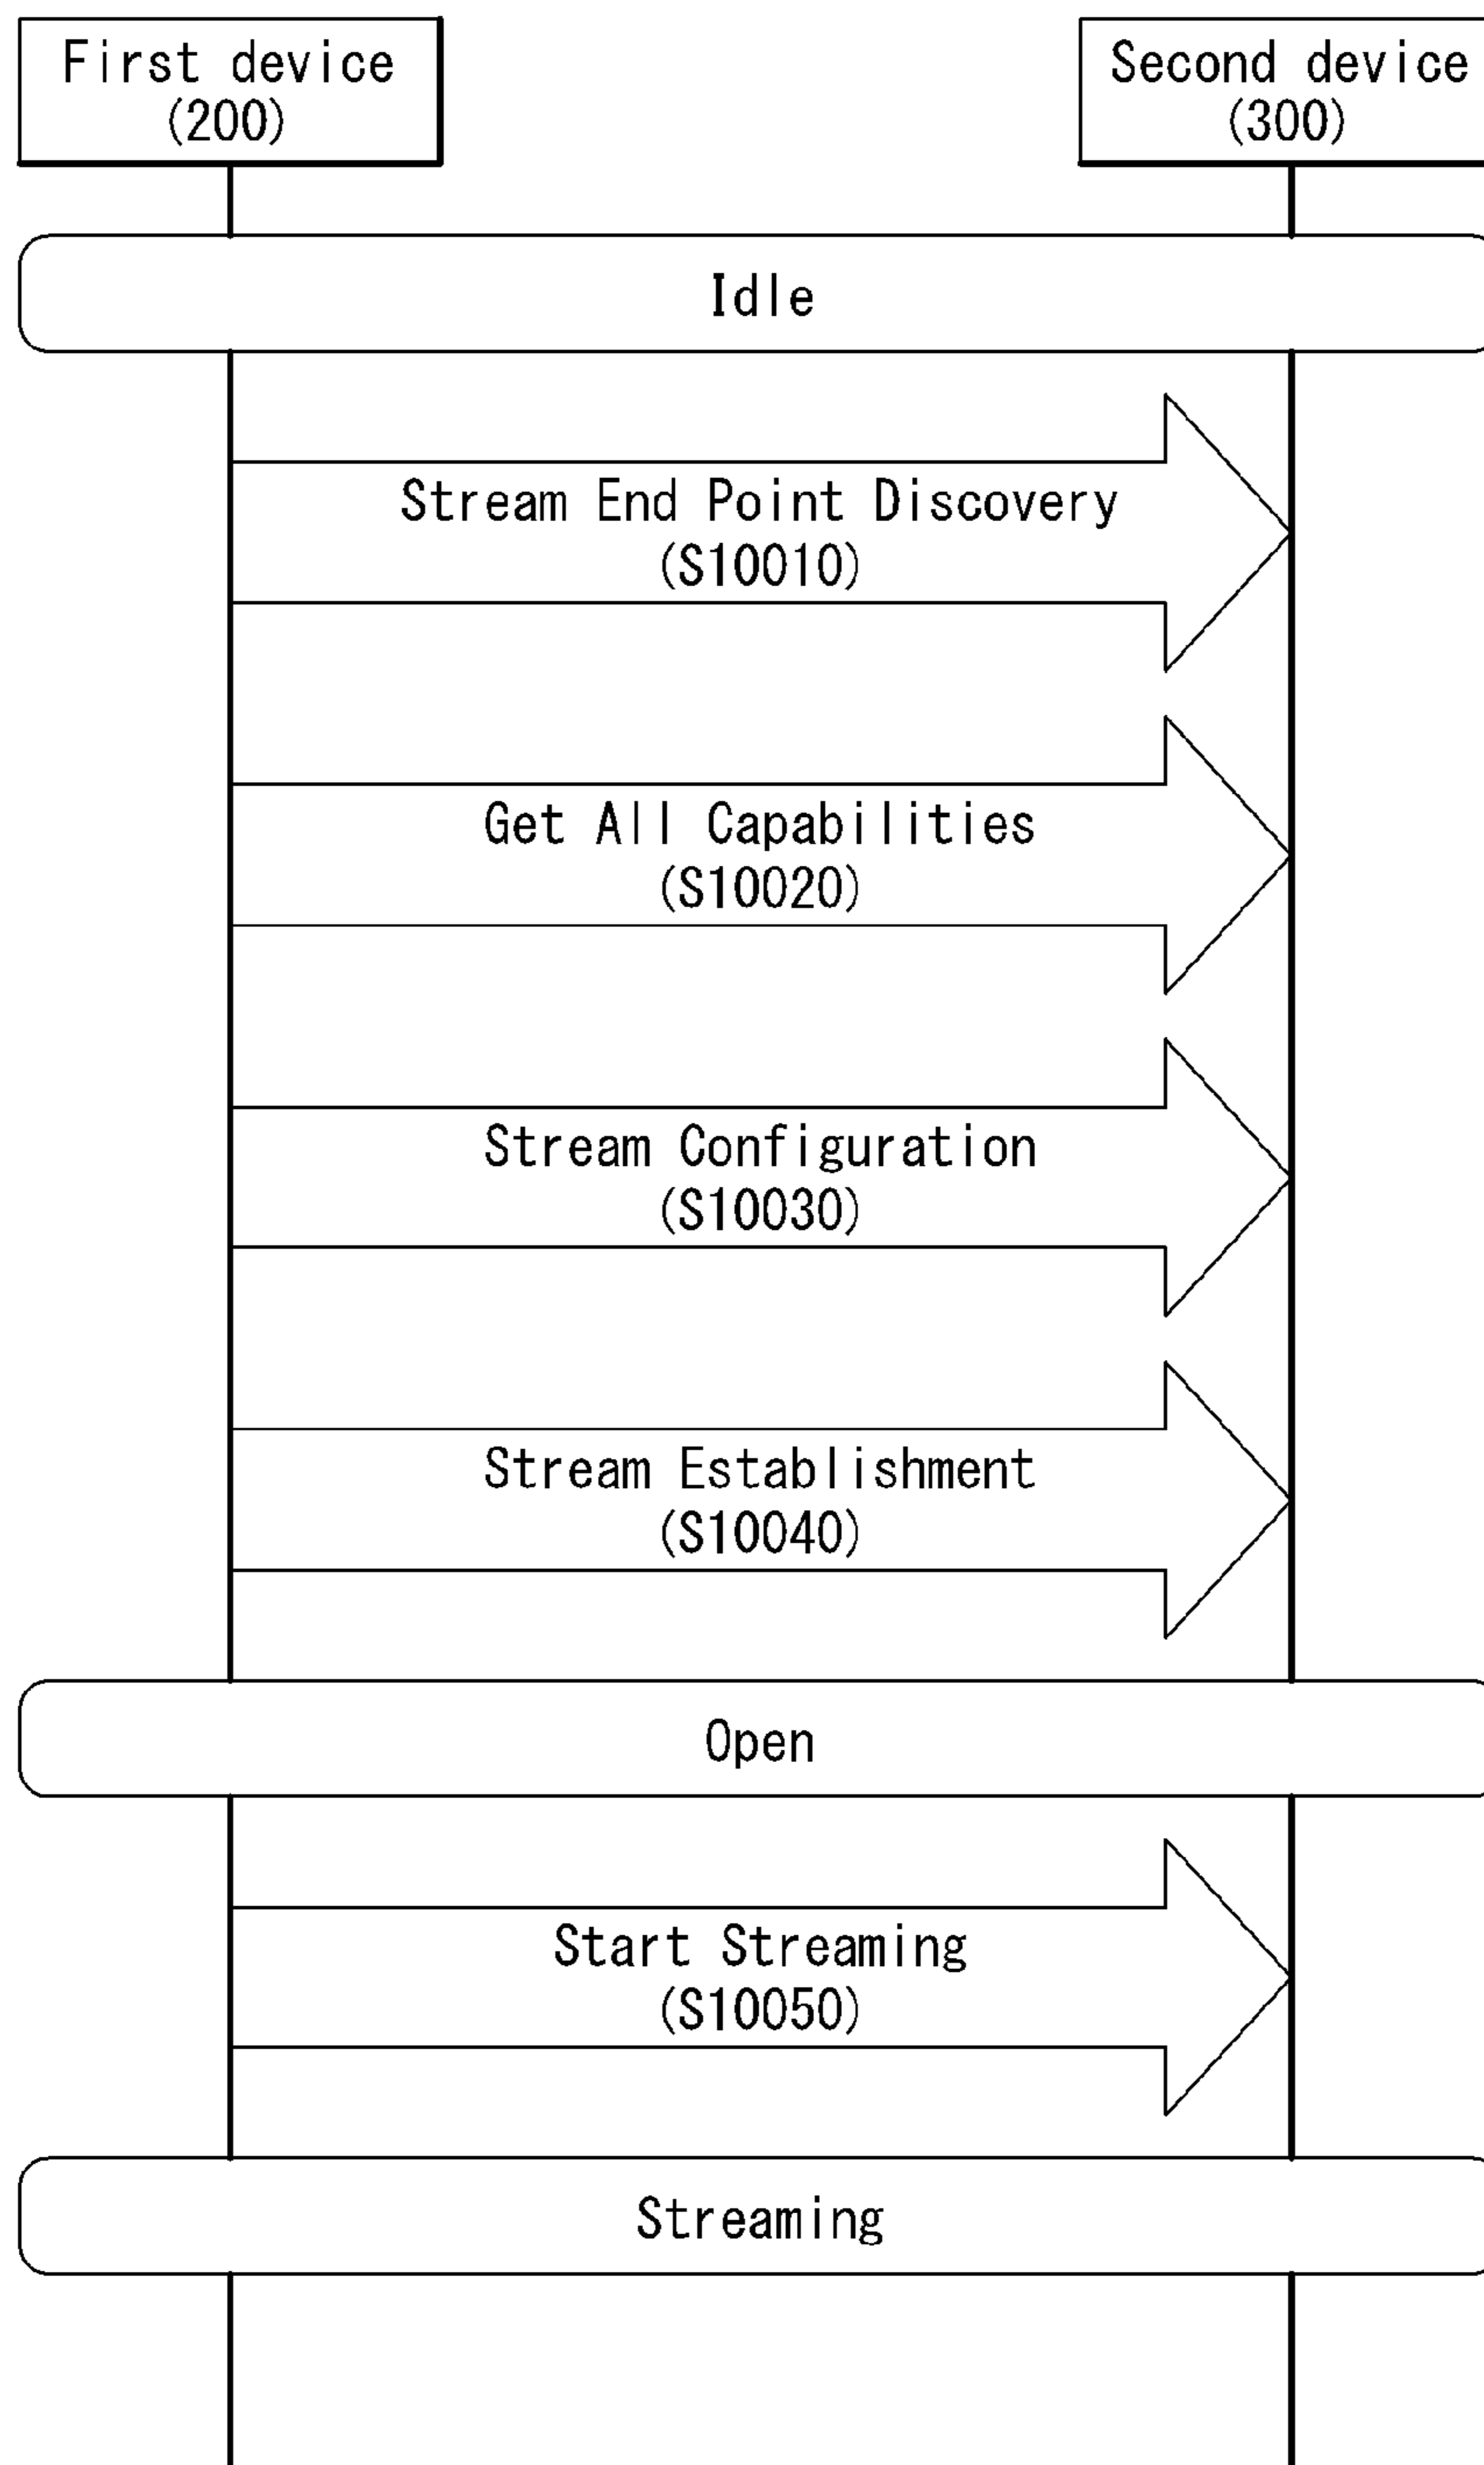 First device
(200)
Second device
(300)
Idle
Stream End Point Discovery
(S10010)
Get All Capabilities
(S10020)
Stream Configuration
(S10030)
Stream Establishment
(S10040)
Open
Start Streaming
(S10050)
Streaming